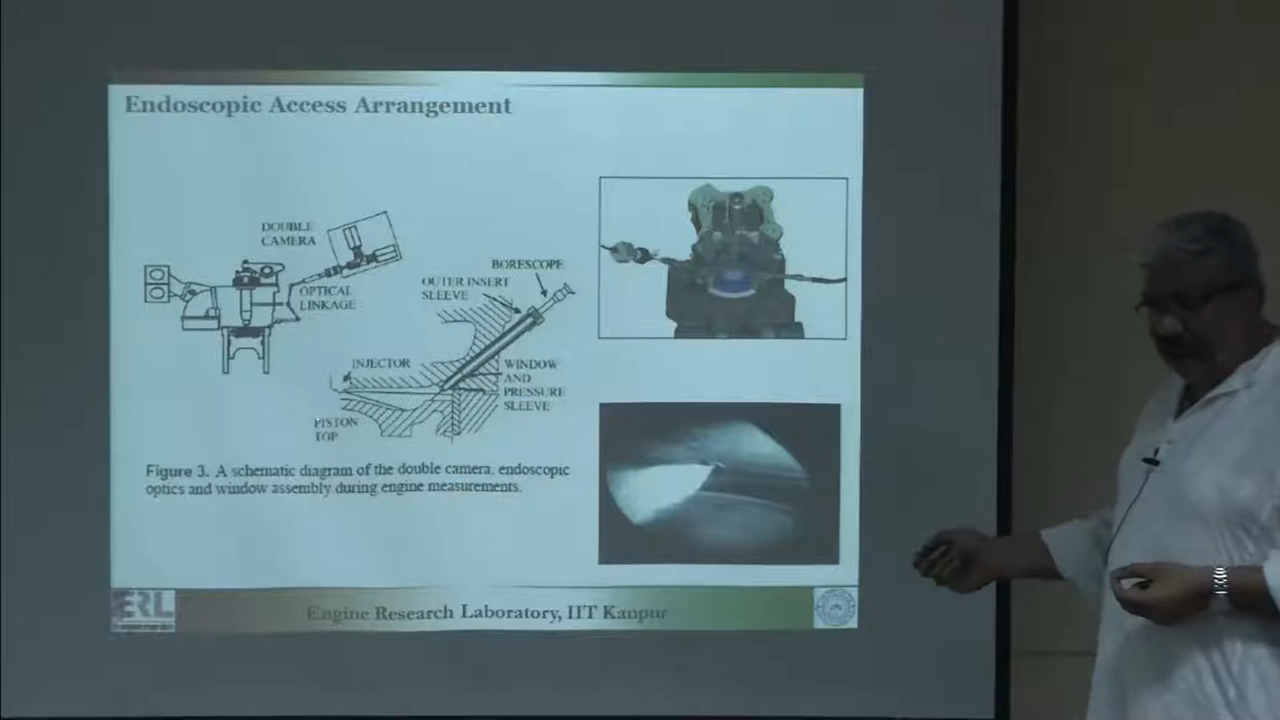 Endoscopic Access Arrangement
DOUBLE
CAMERA
OPTICAL
LINKAGE
BORESCOPE
OUTER INSERT
SLEEVE
INJECTOR
WINDOW
AND
PRESSURE
SLEEVE
PISTON
TOP
Figure 3. A schematic diagram of the double camera, endoscopic
optics and window assembly during engine measurements.
ERL
Engine Research Laboratory, IIT Kanpur